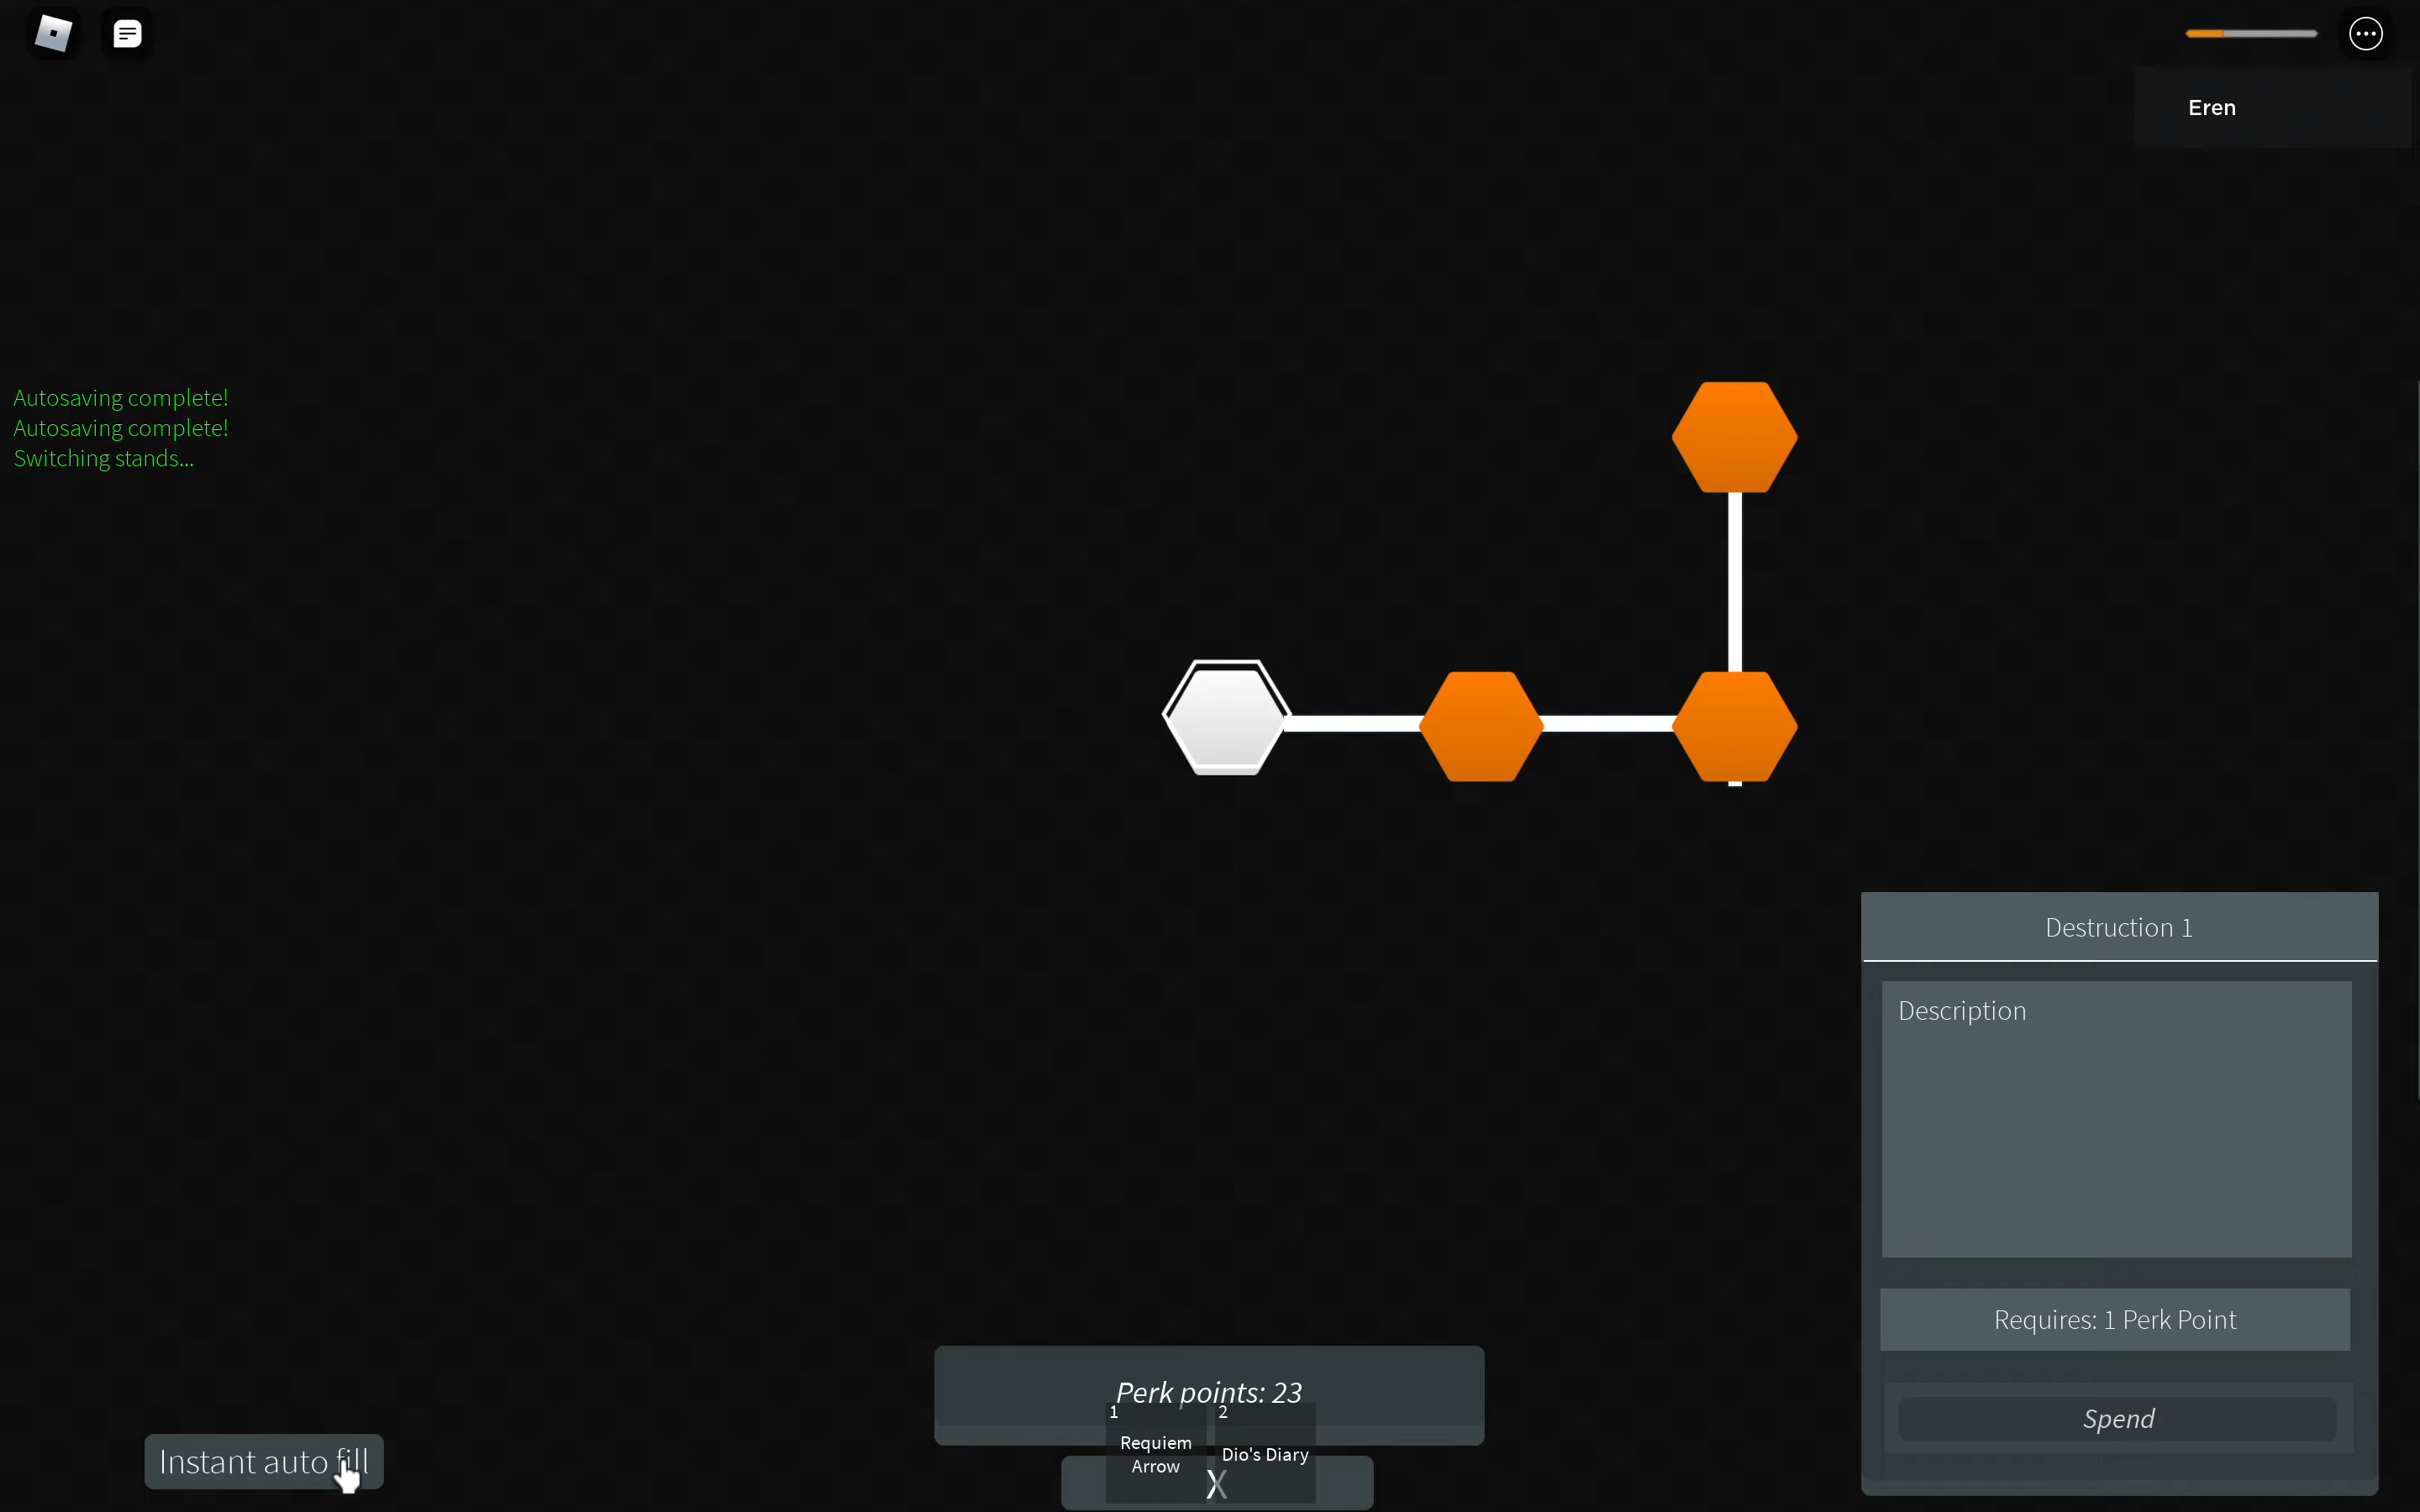 Eren
Autosaving complete!
Autosaving complete!
Switching stands...
Destruction 1
Description
Requires: 1 Perk Point
Spend
Perk points: 23
1
Requiem
Arrow
2
Dio's Diary
X
Instant auto fill